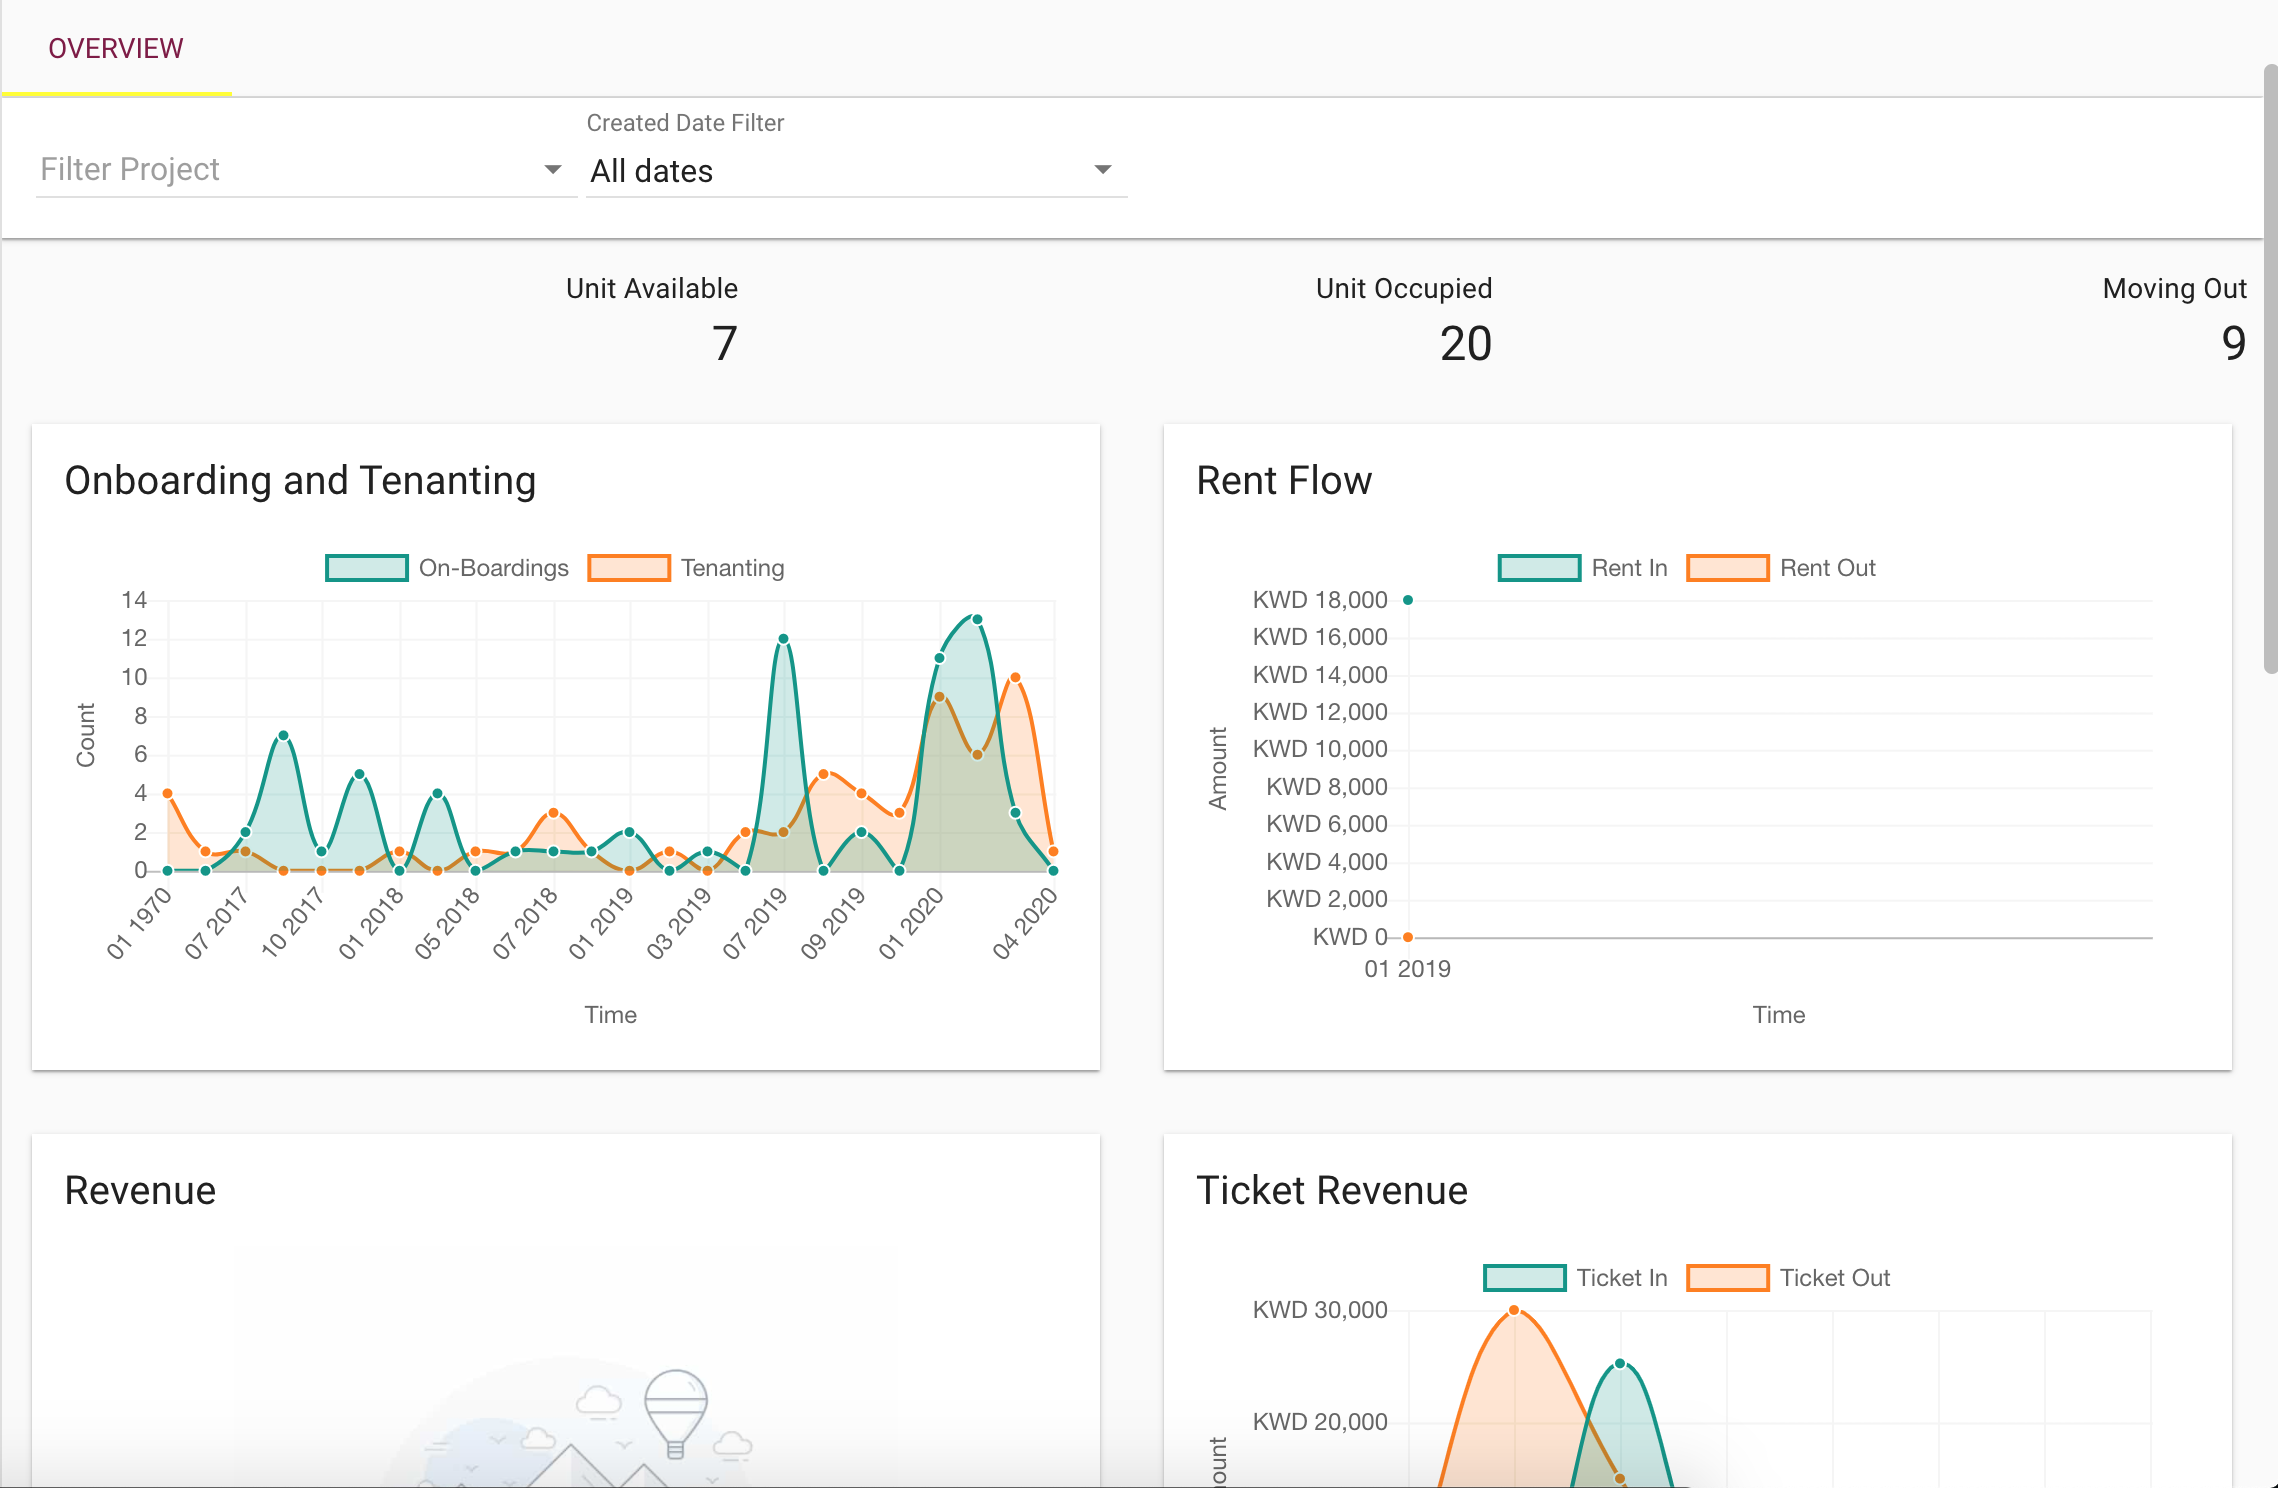 OVERVIEW
Created Date Filter
Filter Project
All dates
Unit Available
7
Unit Occupied
20
Moving Out
9
Onboarding and Tenanting
On-Boardings
Tenanting
14
12
10
8
6
4
2
0
Count
01 1970
07 2017
10 2017
01 2018
05 2018
07 2018
01 2019
03 2019
07 2019
09 2019
01 2020
04 2020
Time
Rent Flow
Rent In
Rent Out
KWD 18,000
KWD 16,000
KWD 14,000
KWD 12,000
KWD 10,000
KWD 8,000
KWD 6,000
KWD 4,000
KWD 2,000
KWD 0
Amount
01 2019
Time
Revenue
Ticket Revenue
Ticket In
Ticket Out
KWD 30,000
KWD 20,000